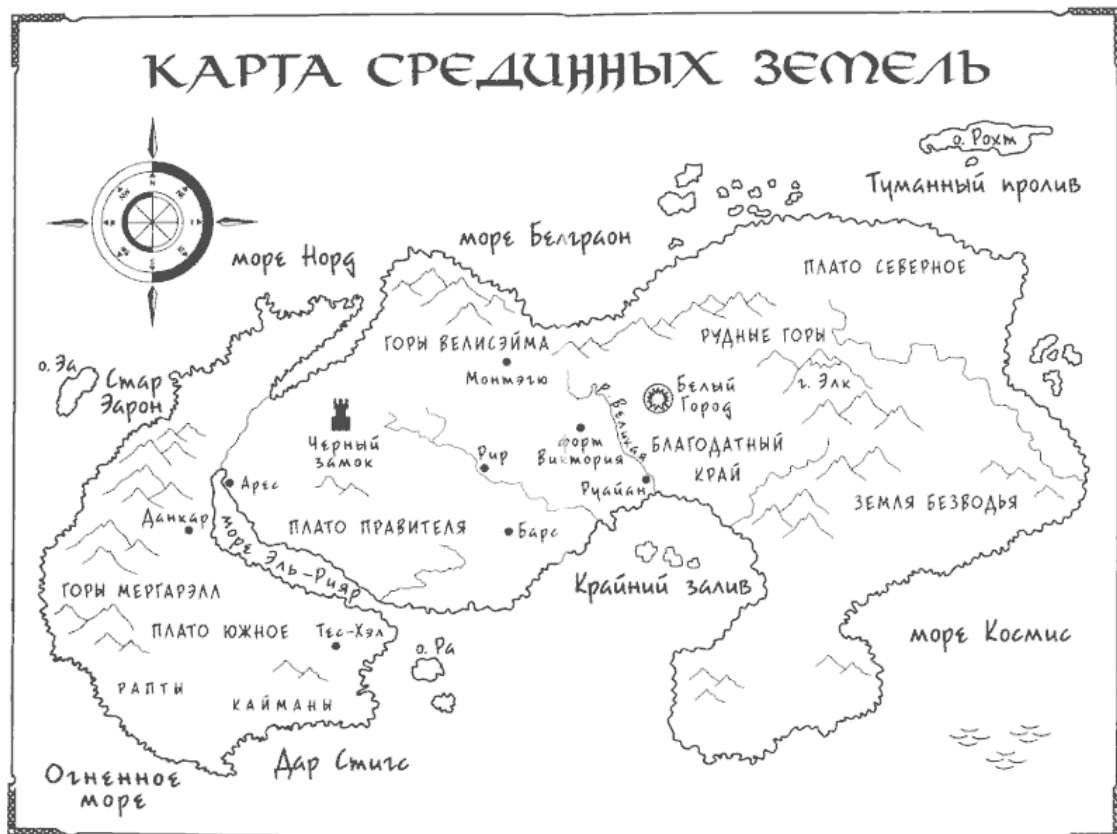 КАРТА СРЕДИННЫХ ЗЕМЕЛЬ
о. Рохт
Туманный пролив
море Белграон
море Норд
ПЛАТО СЕВЕРНОЕ
ГОРЫ ВЕЛИСЭЙМА
РУДНЫЕ ГОРЫ
о. Эа
Стар
Эарон
Монтэгю
г. Элк
Белый
Город
р. Великая
Черный
замок
форт
Виктория
БЛАГОДАТНЫЙ
КРАЙ
Рир
Арес
Руайан
ЗЕМЛЯ БЕЗВОДЬЯ
Данкар
ПЛАТО ПРАВИТЕЛЯ
Барс
море Эль-Рияр
ГОРЫ МЕРГАРЭЛЛ
Крайний залив
ПЛАТО ЮЖНОЕ
Тес-Хэл
о. Ра
море Космис
РАПТЫ
КАЙМАНЫ
Дар Стигс
Огненное
море